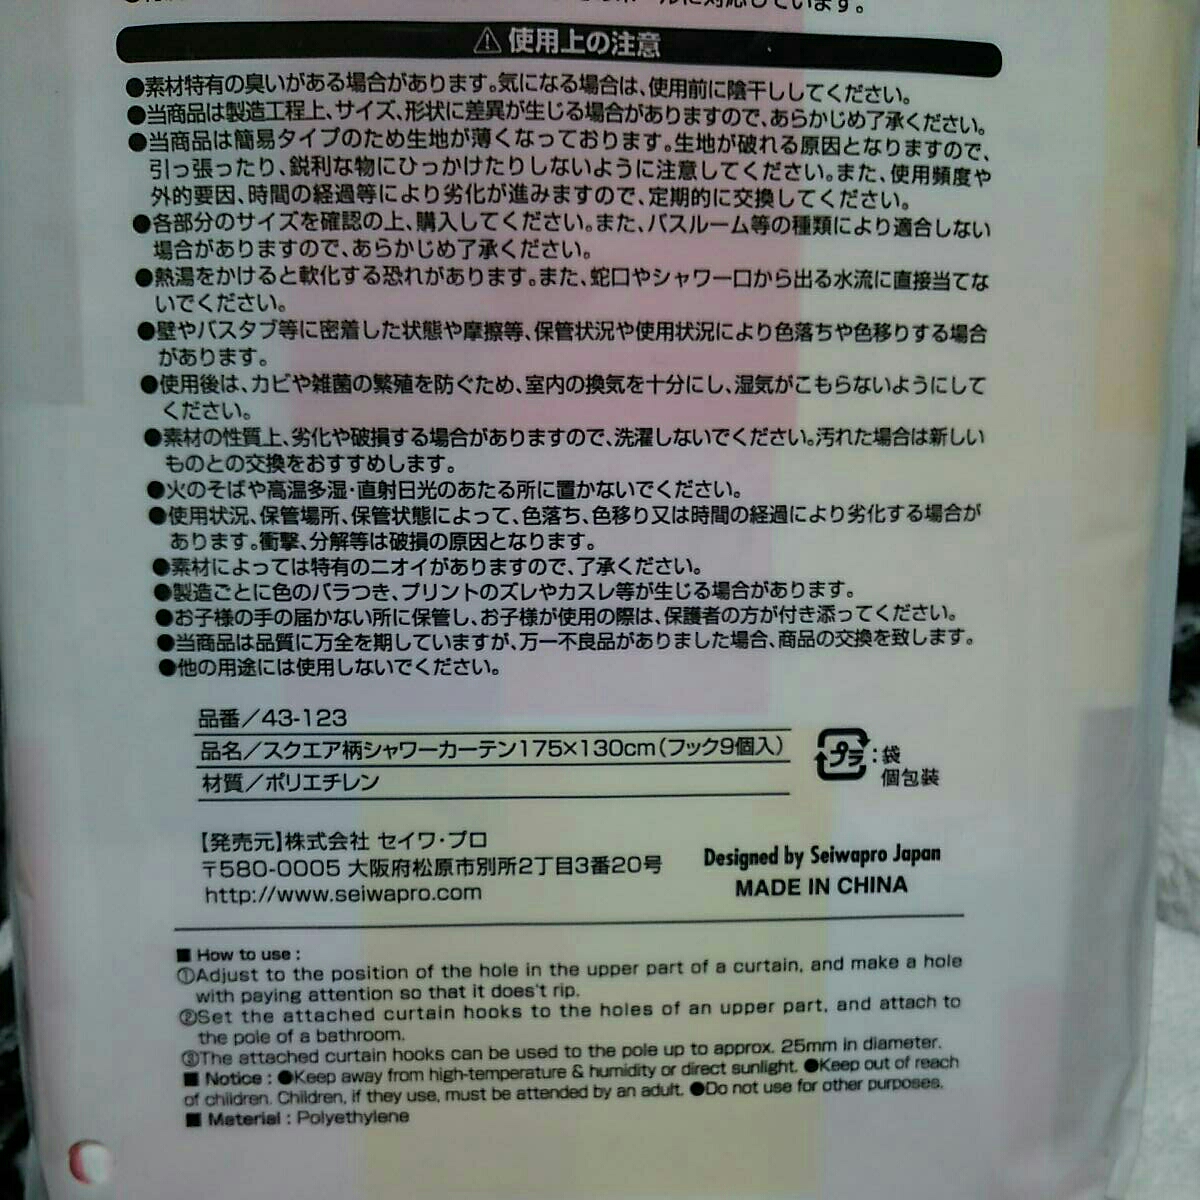 に対応しています。
⚠使用上の注意
●素材特有の臭いがある場合があります。気になる場合は、使用前に陰干ししてください。
●当商品は製造工程上、サイズ、形状に差異が生じる場合がありますので、あらかじめ了承ください。
●当商品は簡易タイプのため生地が薄くなっております。生地が破れる原因となりますので、
引っ張ったり、鋭利な物にひっかけたりしないように注意してください。また、使用頻度や
外的要因、時間の経過等により劣化が進みますので、定期的に交換してください。
●各部分のサイズを確認の上、購入してください。また、バスルーム等の種類により適合しない
場合がありますので、あらかじめ了承ください。
●熱湯をかけると軟化する恐れがあります。また、蛇口やシャワー口から出る水流に直接当てな
いでください。
●壁やバスタブ等に密着した状態や摩擦等、保管状況や使用状況により色落ちや色移りする場合
があります。
●使用後は、カビや雑菌の繁殖を防ぐため、室内の換気を十分にし、湿気がこもらないようにして
ください。
●素材の性質上、劣化や破損する場合がありますので、洗濯しないでください。汚れた場合は新しい
ものとの交換をおすすめします。
●火のそばや高温多湿・直射日光のあたる所に置かないでください。
●使用状況、保管場所、保管状態によって、色落ち、色移り又は時間の経過により劣化する場合が
あります。衝撃、分解等は破損の原因となります。
●素材によっては特有のニオイがありますので、了承ください。
●製造ごとに色のバラつき、プリントのズレやカスレ等が生じる場合があります。
●お子様の手の届かない所に保管し、お子様が使用の際は、保護者の方が付き添ってください。
●当商品は品質に万全を期していますが、万一不良品がありました場合、商品の交換を致します。
●他の用途には使用しないでください。
品番／43-123
品名／スクエア柄シャワーカーテン175×130cm（フック9個入）
材質／ポリエチレン
プラ：袋
個包装
【発売元】株式会社 セイワ・プロ
〒580-0005 大阪府松原市別所2丁目3番20号
http://www.seiwapro.com
Designed by Seiwapro Japan
MADE IN CHINA
■ How to use :
①Adjust to the position of the hole in the upper part of a curtain, and make a hole
with paying attention so that it does't rip.
②Set the attached curtain hooks to the holes of an upper part, and attach to
the pole of a bathroom.
③The attached curtain hooks can be used to the pole up to approx. 25mm in diameter.
■ Notice : ●Keep away from high-temperature & humidity or direct sunlight. ●Keep out of reach
of children. Children, if they use, must be attended by an adult. ●Do not use for other purposes.
■ Material : Polyethylene